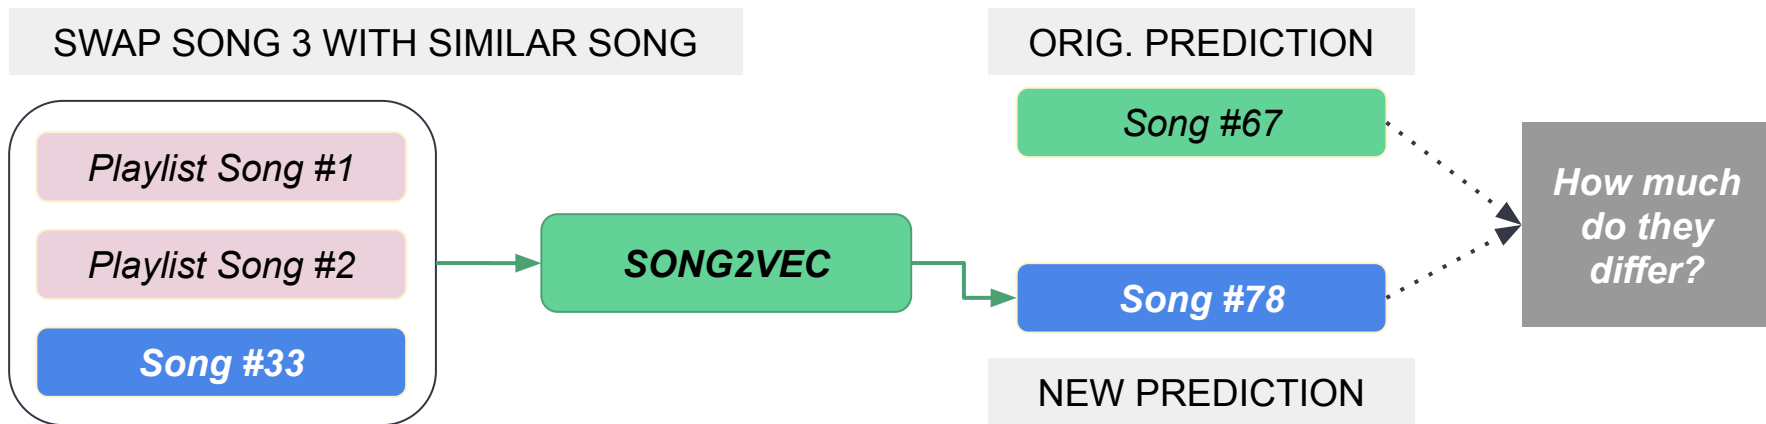 SWAP SONG 3 WITH SIMILAR SONG
Playlist Song #1
Playlist Song #2
Song #33
SONG2VEC
ORIG. PREDICTION
Song #67
Song #78
NEW PREDICTION
How much
do they
differ?